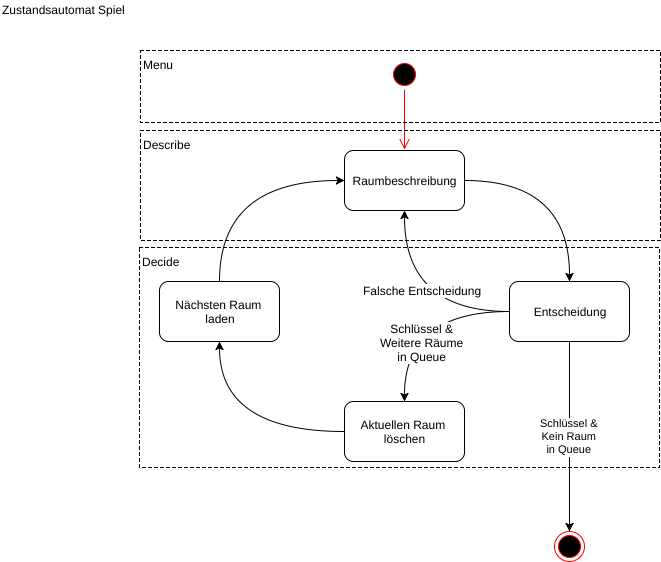 Zustandsautomat Spiel
Menu
Describe
Raumbeschreibung
Decide
Falsche Entscheidung
Nächsten Raum
laden
Entscheidung
Schlüssel &
Weitere Räume
in Queue
Aktuellen Raum
löschen
Schlüssel &
Kein Raum
in Queue